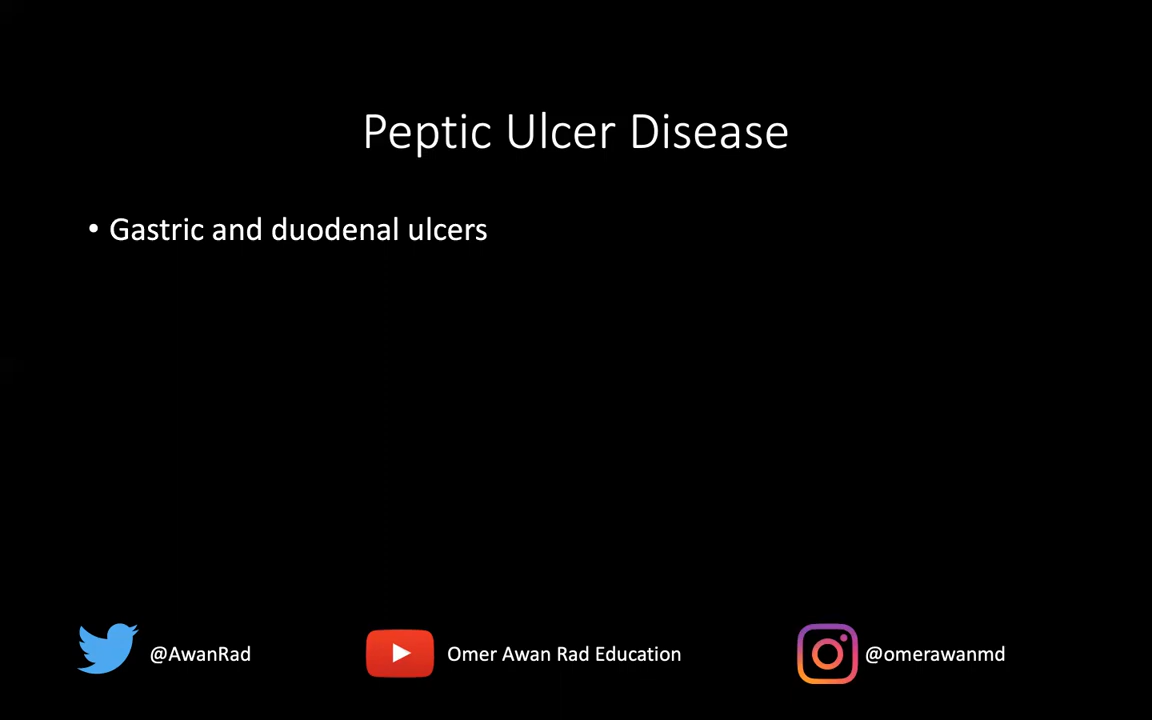 Peptic Ulcer Disease
• Gastric and duodenal ulcers
@AwanRad
Omer Awan Rad Education
@omerawanmd